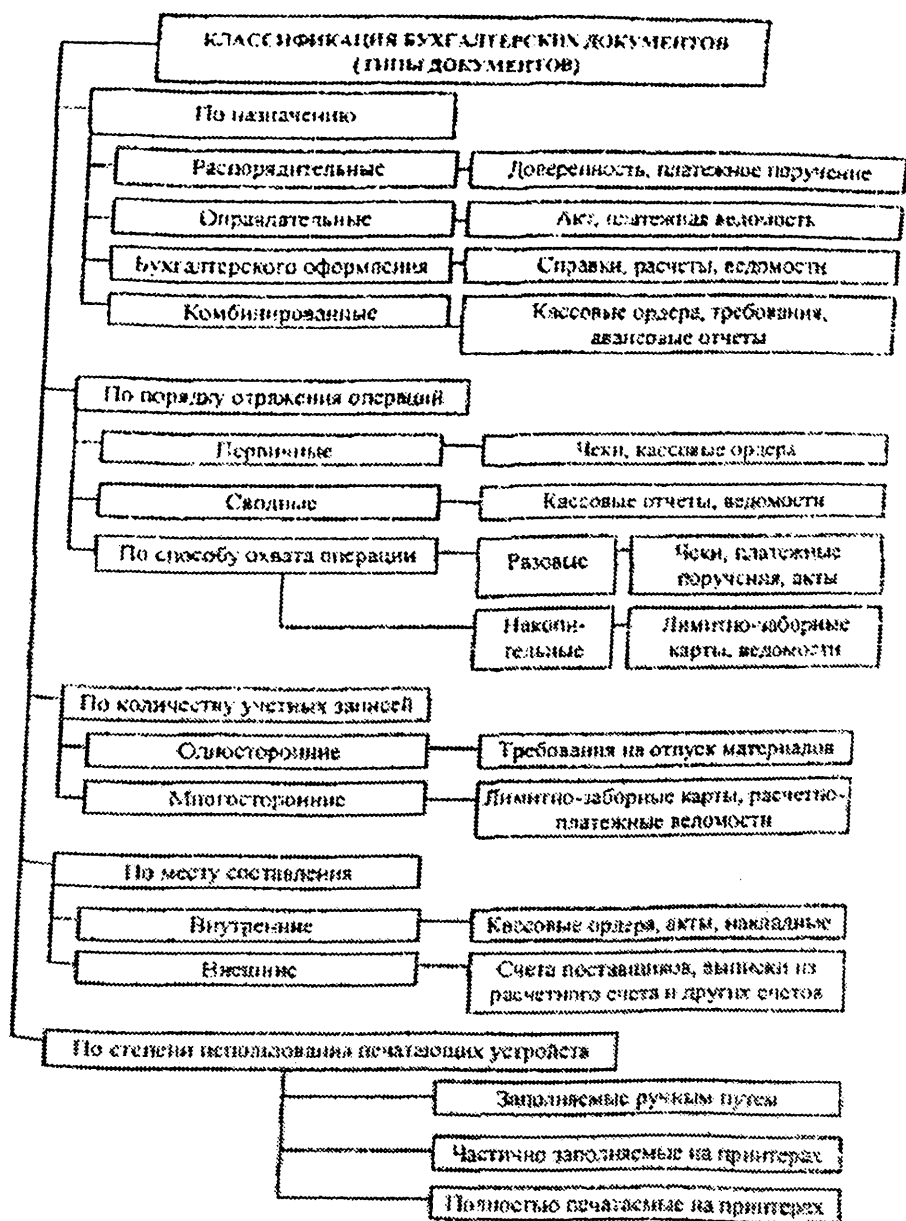 КЛАССИФИКАЦИЯ БУХГАЛТЕРСКИХ ДОКУМЕНТОВ
(ТИПЫ ДОКУМЕНТОВ)
По назначению
Распорядительные
Доверенность, платежное поручение
Оправдательные
Акт, платежная ведомость
Бухгалтерского оформления
Справки, расчеты, ведомости
Комбинированные
Кассовые ордера, требования,
авансовые отчеты
По порядку отражения операций
Первичные
Чеки, кассовые ордера
Сводные
Кассовые отчеты, ведомости
По способу охвата операции
Разовые
Чеки, платежные
поручения, акты
Накопи-
тельные
Лимитно-заборные
карты, ведомости
По количеству учетных записей
Односторонние
Требования на отпуск материалов
Многосторонние
Лимитно-заборные карты, расчетно-
платежные ведомости
По месту составления
Внутренние
Кассовые ордера, акты, накладные
Внешние
Счета поставщиков, выписки из
расчетного счета и других счетов
По степени использования печатающих устройств
Заполняемые ручным путем
Частично заполняемые на принтерах
Полностью печатаемые на принтерах